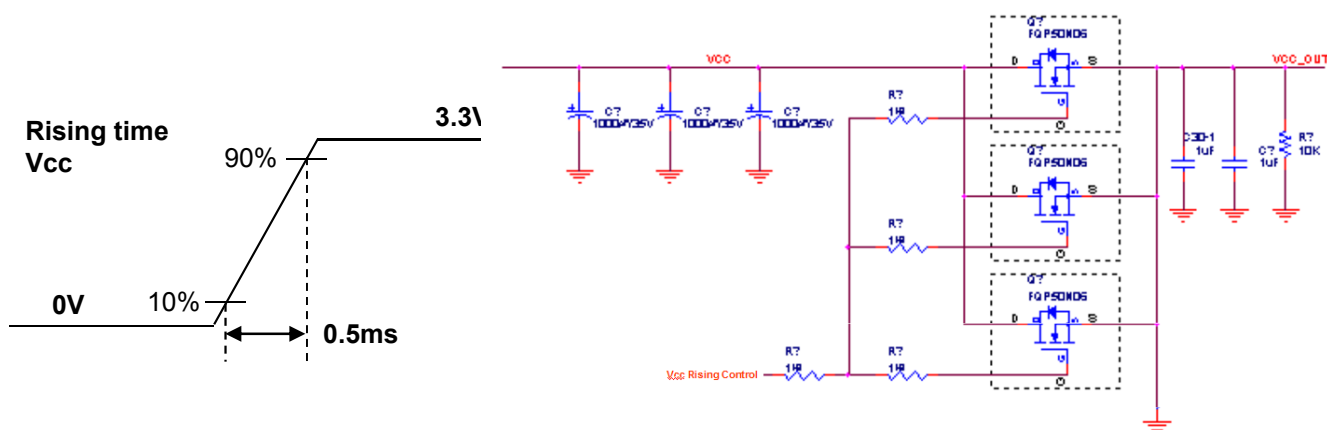 Rising time
Vcc
3.3V
90%
0V
10%
0.5ms
VCC
VCC_OUT
Q?
FQP50N06
D
S
G
R?
1K
C?
1000uF/35V
C?
1000uF/35V
C?
1000uF/35V
C30-1
1uF
C?
1uF
R?
10K
Q?
FQP50N06
D
S
G
R?
1K
Q?
FQP50N06
D
S
G
R?
1K
R?
1K
Vcc Rising Control